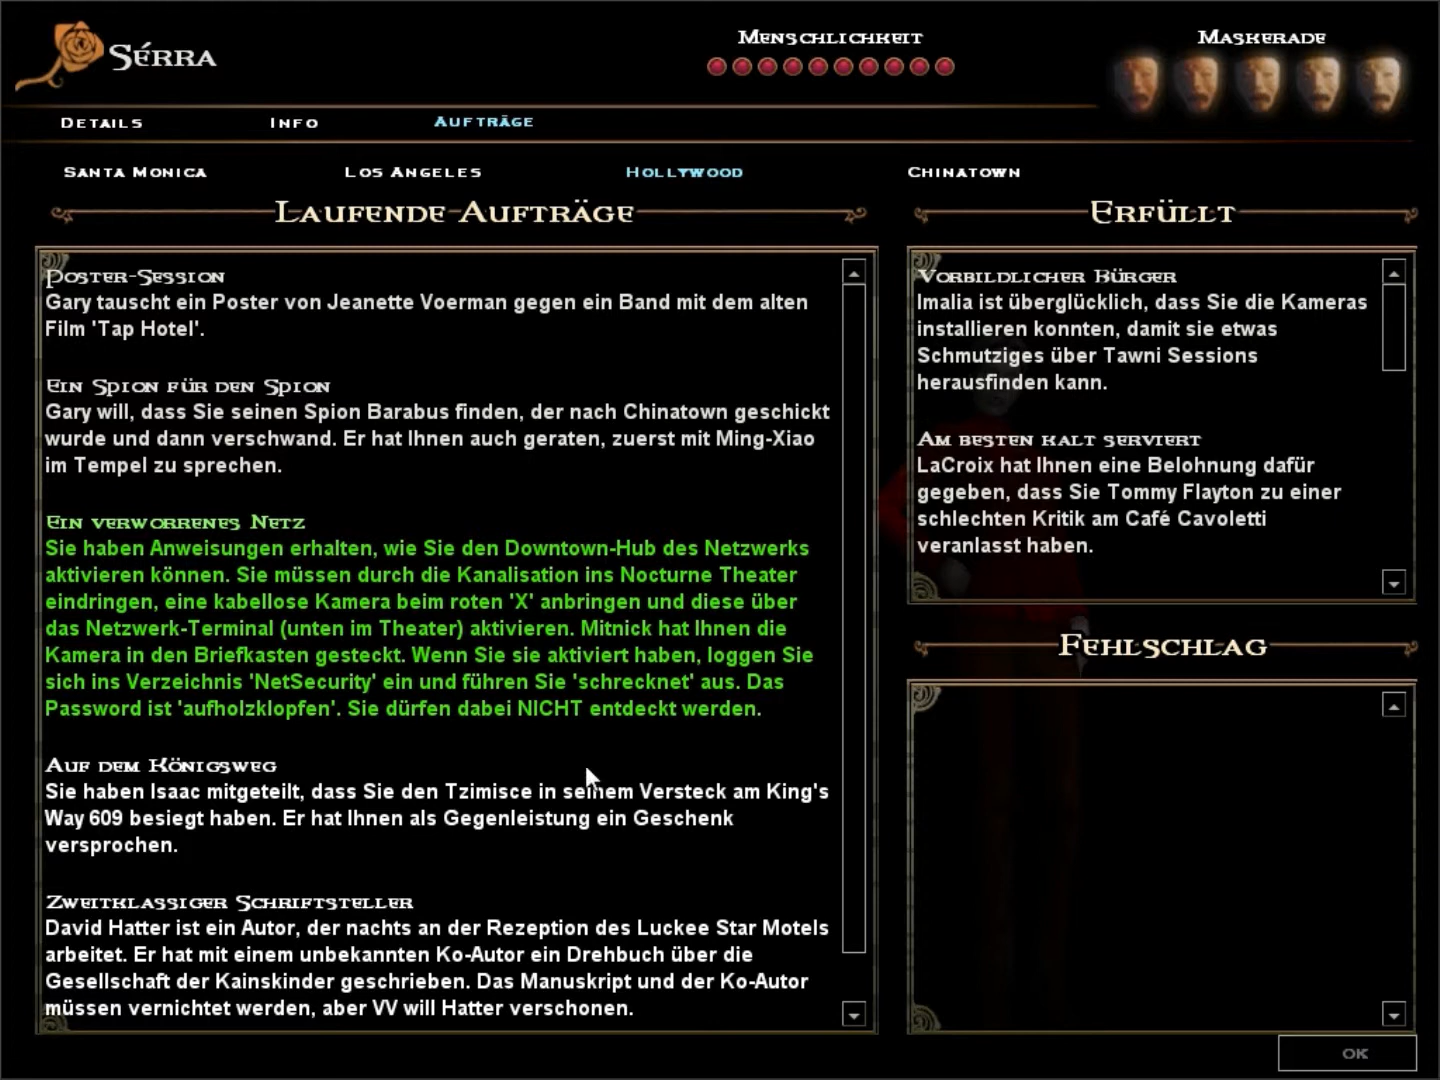 Sérra
Menschlichkeit
Maskerade
Details
Info
Aufträge
Santa Monica
Los Angeles
Hollywood
Chinatown
Laufende Aufträge
Poster-Session
Gary tauscht ein Poster von Jeanette Voerman gegen ein Band mit dem alten
Film 'Tap Hotel'.
Ein Spion für den Spion
Gary will, dass Sie seinen Spion Barabus finden, der nach Chinatown geschickt
wurde und dann verschwand. Er hat Ihnen auch geraten, zuerst mit Ming-Xiao
im Tempel zu sprechen.
Ein verworrenes Netz
Sie haben Anweisungen erhalten, wie Sie den Downtown-Hub des Netzwerks
aktivieren können. Sie müssen durch die Kanalisation ins Nocturne Theater
eindringen, eine kabellose Kamera beim roten 'X' anbringen und diese über
das Netzwerk-Terminal (unten im Theater) aktivieren. Mitnick hat Ihnen die
Kamera in den Briefkasten gesteckt. Wenn Sie sie aktiviert haben, loggen Sie
sich ins Verzeichnis 'NetSecurity' ein und führen Sie 'schrecknet' aus. Das
Password ist 'aufholzklopfen'. Sie dürfen dabei NICHT entdeckt werden.
Auf dem Königsweg
Sie haben Isaac mitgeteilt, dass Sie den Tzimisce in seinem Versteck am King's
Way 609 besiegt haben. Er hat Ihnen als Gegenleistung ein Geschenk
versprochen.
Zweitklassiger Schriftsteller
David Hatter ist ein Autor, der nachts an der Rezeption des Luckee Star Motels
arbeitet. Er hat mit einem unbekannten Ko-Autor ein Drehbuch über die
Gesellschaft der Kainskinder geschrieben. Das Manuskript und der Ko-Autor
müssen vernichtet werden, aber VV will Hatter verschonen.
Erfüllt
Vorbildlicher Bürger
Imalia ist überglücklich, dass Sie die Kameras
installieren konnten, damit sie etwas
Schmutziges über Tawni Sessions
herausfinden kann.
Am besten kalt serviert
LaCroix hat Ihnen eine Belohnung dafür
gegeben, dass Sie Tommy Flayton zu einer
schlechten Kritik am Café Cavoletti
veranlasst haben.
Fehlschlag
OK